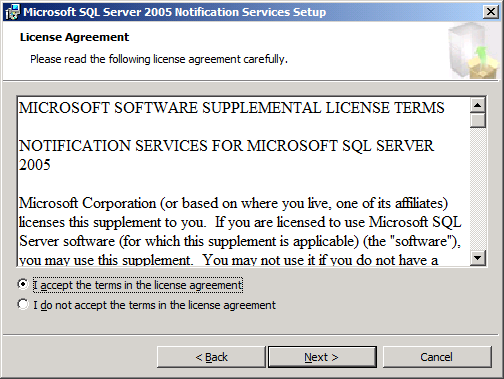 Microsoft SQL Server 2005 Notification Services Setup
License Agreement
Please read the following license agreement carefully.
MICROSOFT SOFTWARE SUPPLEMENTAL LICENSE TERMS
NOTIFICATION SERVICES FOR MICROSOFT SQL SERVER
2005
Microsoft Corporation (or based on where you live, one of its affiliates)
licenses this supplement to you.  If you are licensed to use Microsoft SQL
Server software (for which this supplement is applicable) (the "software"),
you may use this supplement.  You may not use it if you do not have a
I accept the terms in the license agreement
I do not accept the terms in the license agreement
< Back
Next >
Cancel